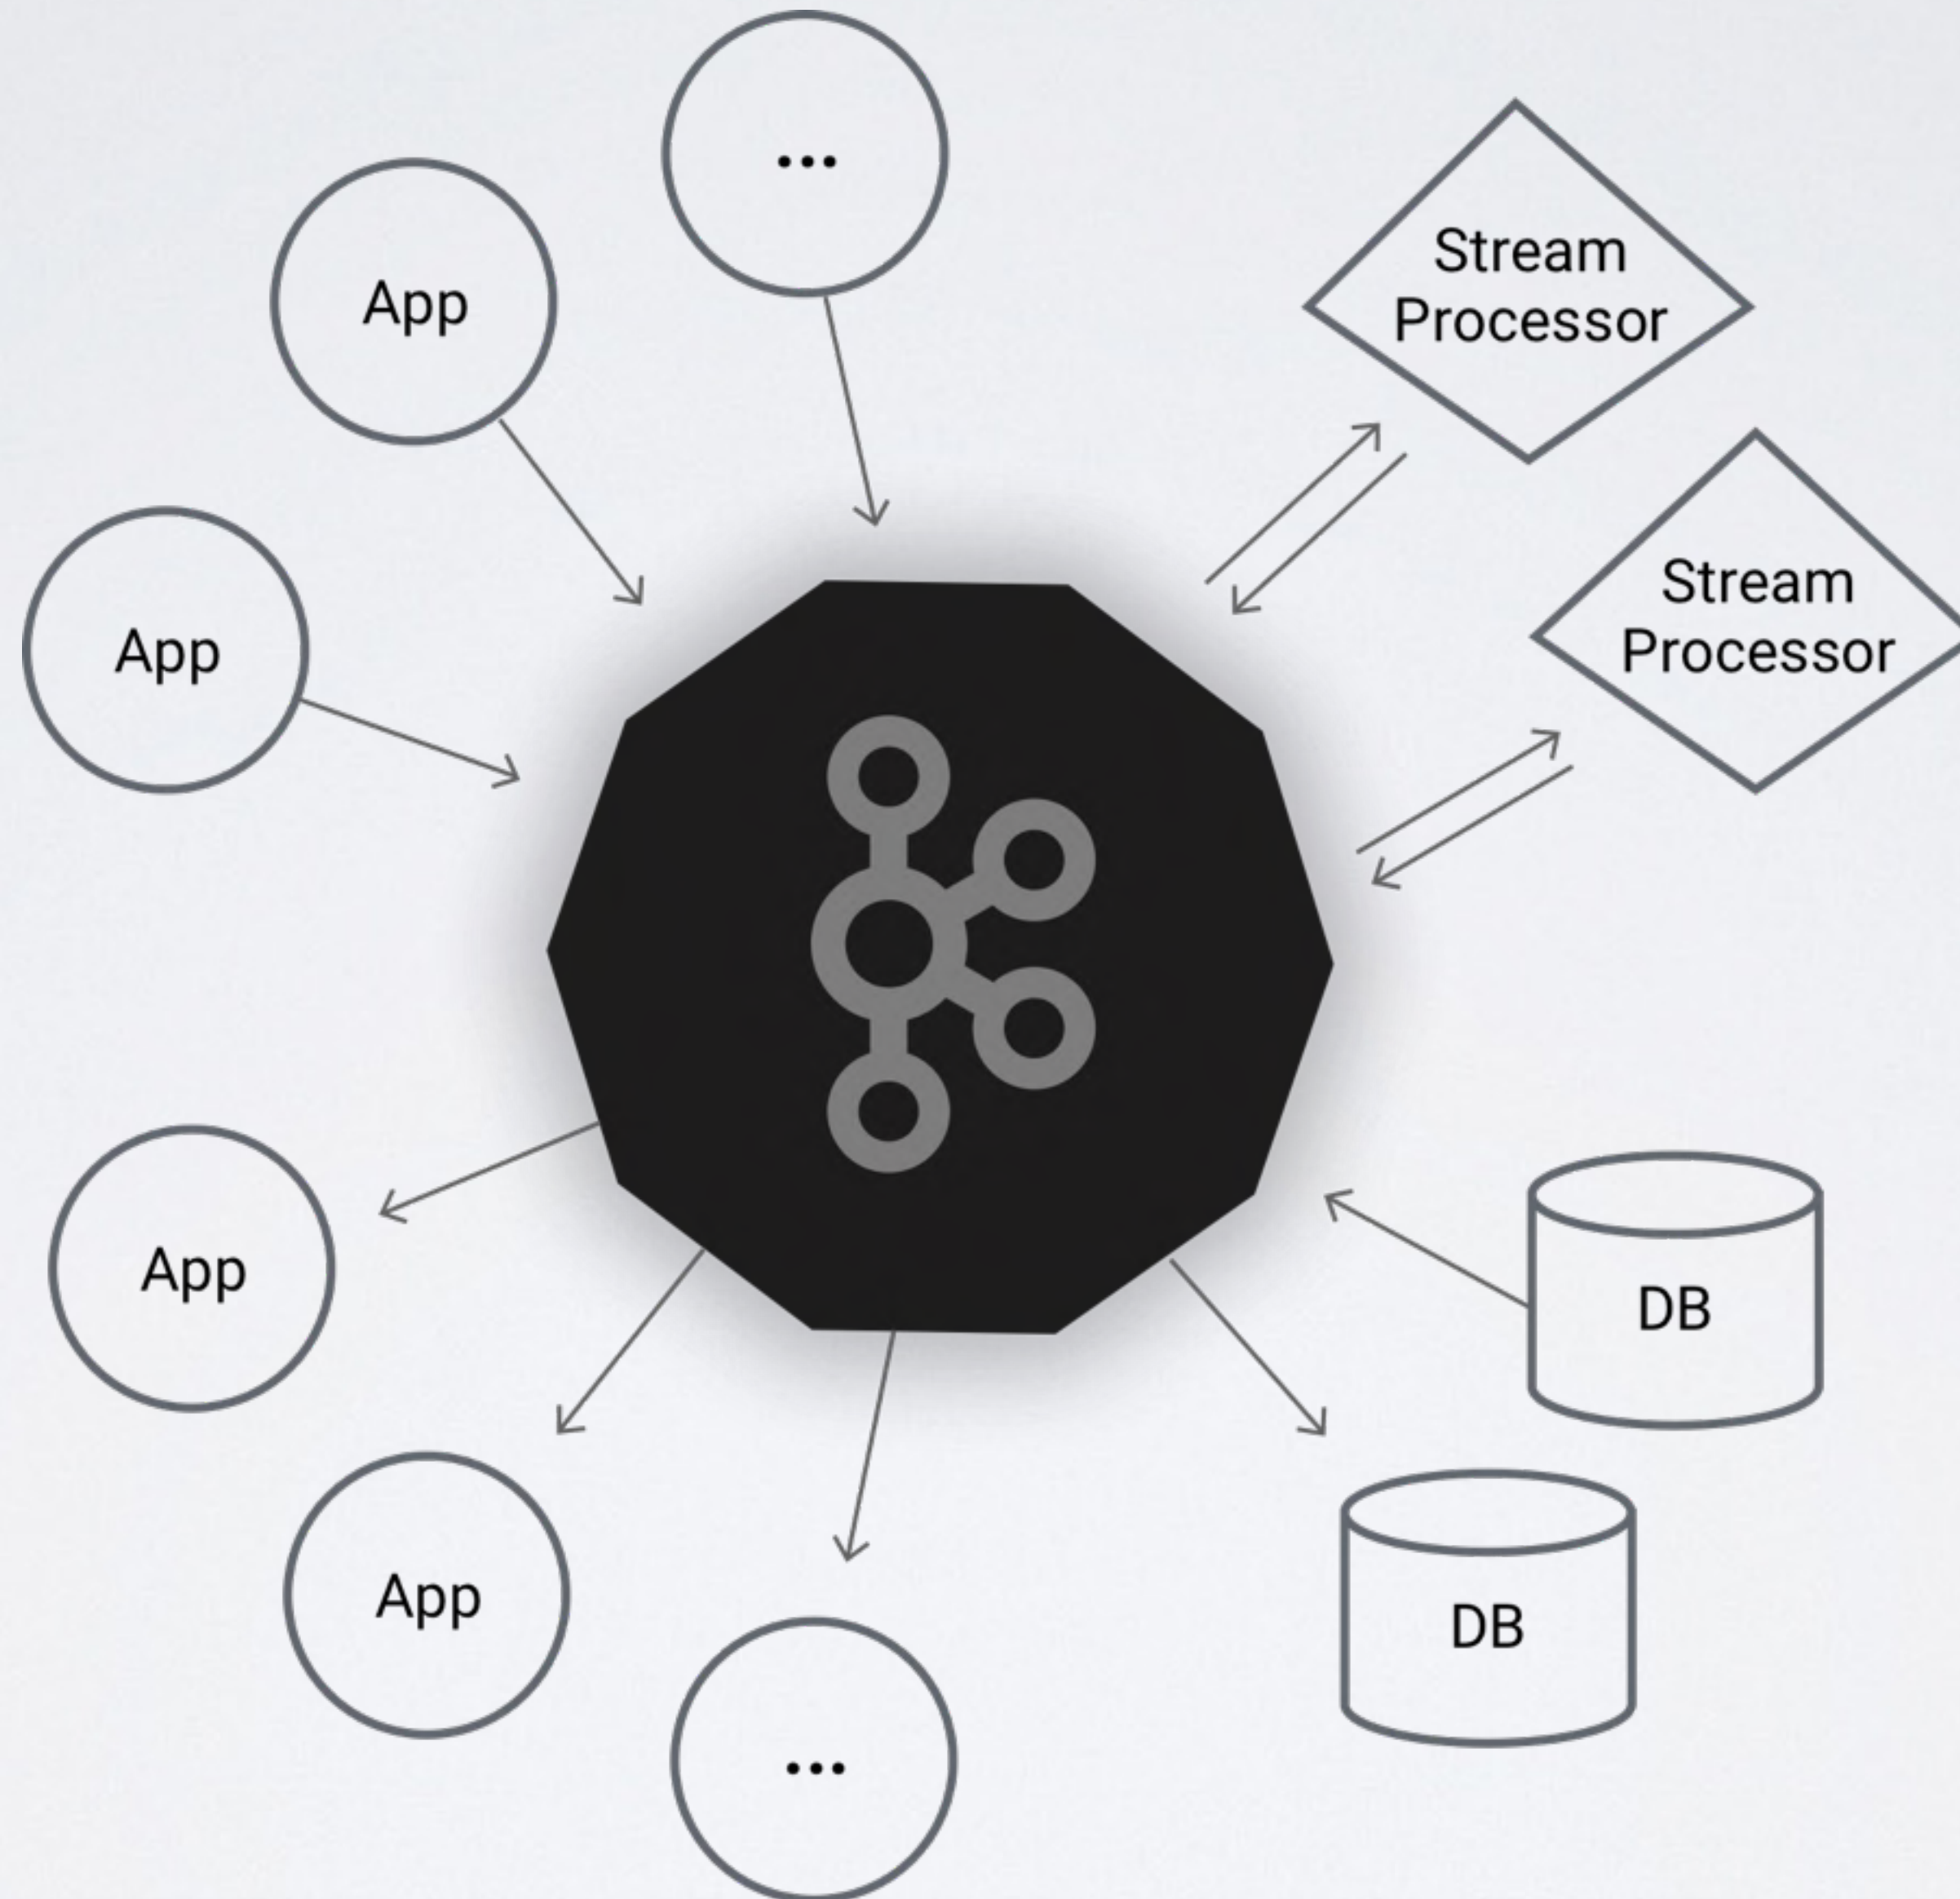 ...
App
Stream
Processor
App
Stream
Processor
App
DB
App
DB
...